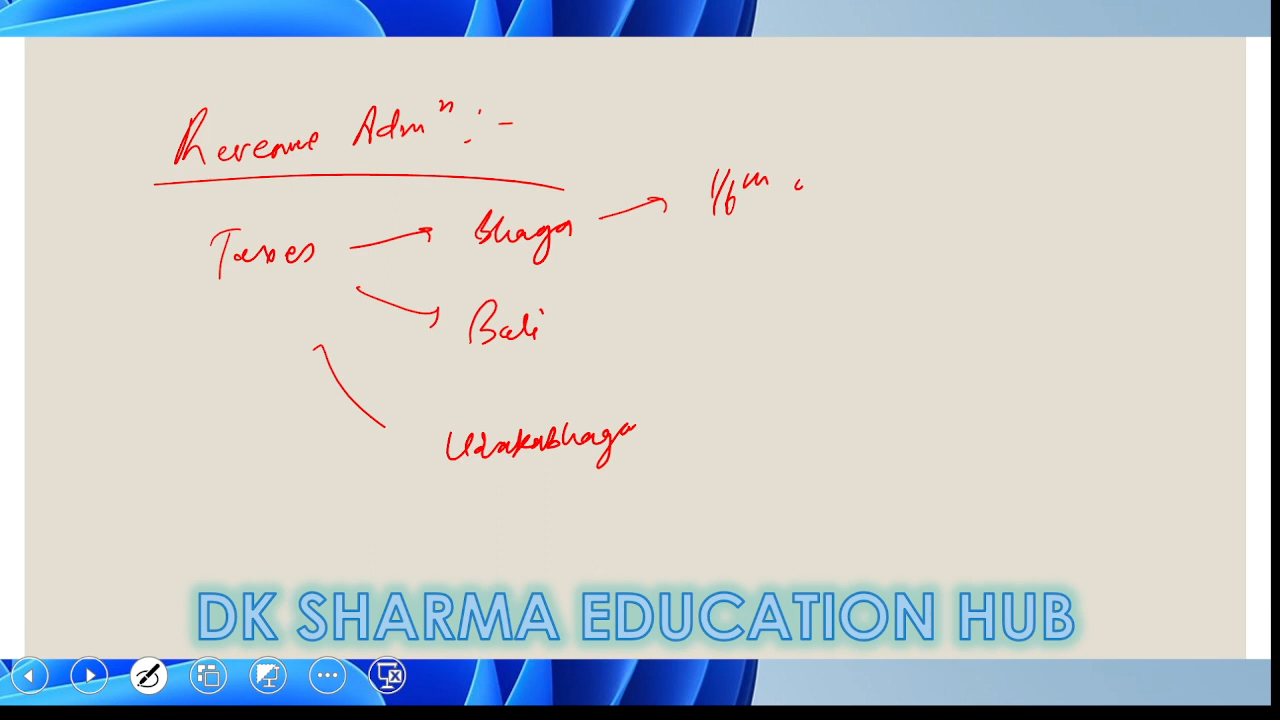 Revenue Admⁿ :-
Taxes → Bhaga → 1/6th
→ Bali
Udakabhaga
DK SHARMA EDUCATION HUB